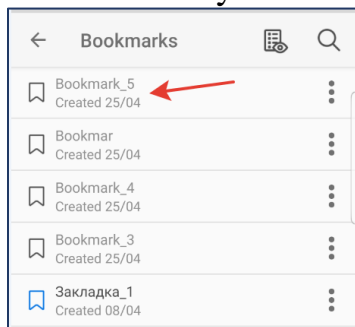 Bookmarks
Bookmark_5
Created 25/04
Bookmar
Created 25/04
Bookmark_4
Created 25/04
Bookmark_3
Created 25/04
Закладка_1
Created 08/04